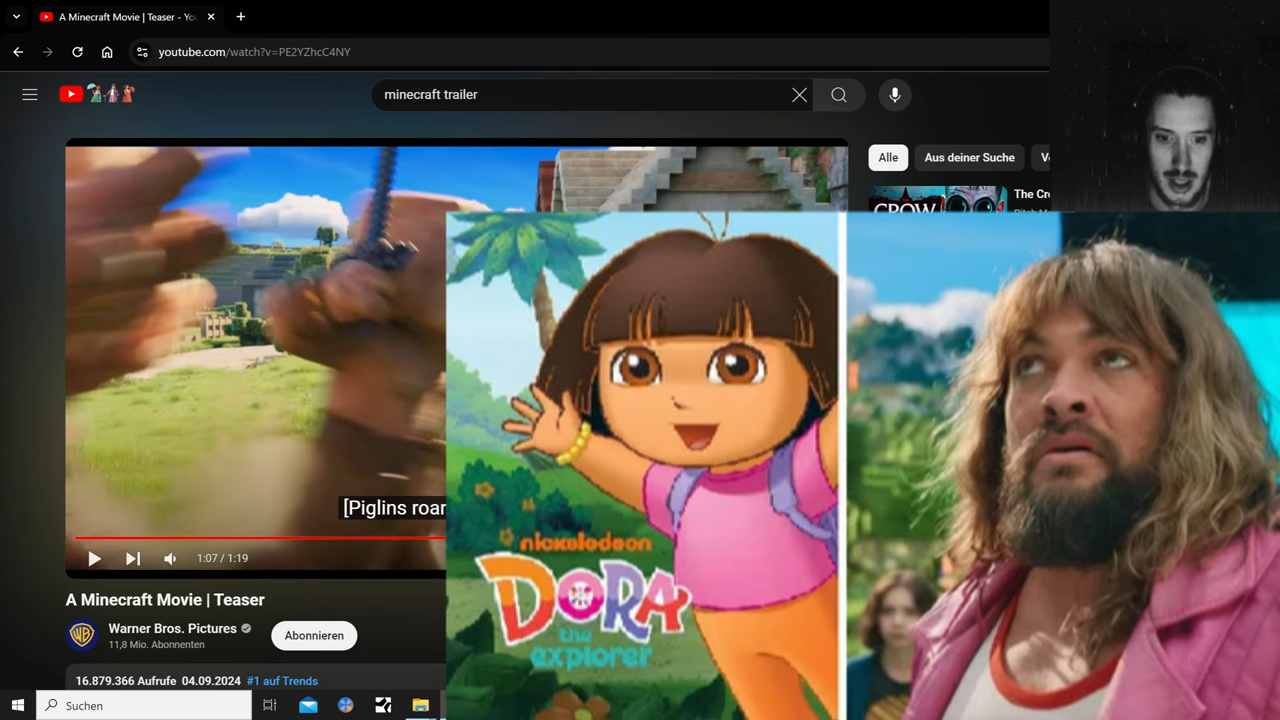 A Minecraft Movie | Teaser - Yo
youtube.com/watch?v=PE2YZhcC4NY
minecraft trailer
Alle
Aus deiner Suche
The Cr
CROW
[Piglins roar
1:07 / 1:19
nickelodeon
DORA
the
explorer
A Minecraft Movie | Teaser
Warner Bros. Pictures
11,8 Mio. Abonnenten
Abonnieren
16.879.366 Aufrufe 04.09.2024 #1 auf Trends
Suchen